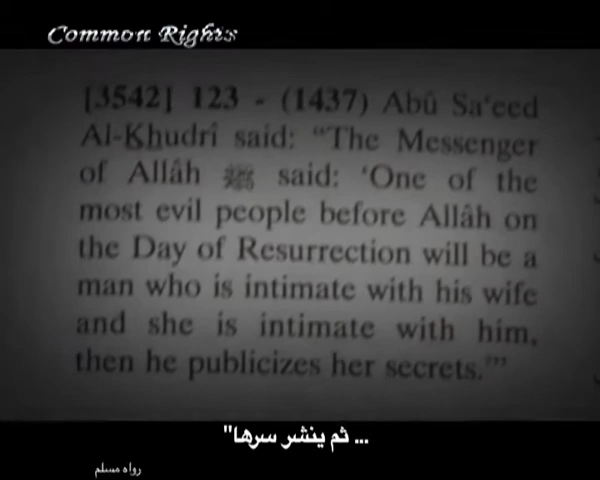 Common Rights
[3542] 123 - (1437) Abû Sa'eed
Al-Khudrî said: "The Messenger
of Allâh ﷺ said: 'One of the
most evil people before Allâh on
the Day of Resurrection will be a
man who is intimate with his wife
and she is intimate with him,
then he publicizes her secrets.'"
... ثم ينشر سرها"
رواه مسلم